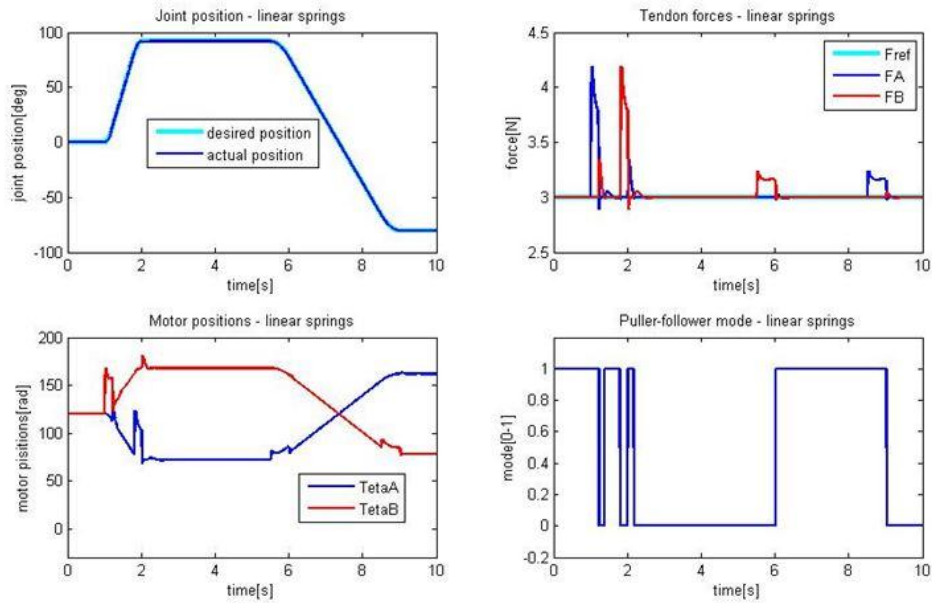 Joint position - linear springs
100
50
0
-50
-100
joint position[deg]
desired position
actual position
0 2 4 6 8 10
time[s]
Tendon forces - linear springs
4.5
4
3.5
3
2.5
force[N]
Fref
FA
FB
0 2 4 6 8 10
time[s]
Motor positions - linear springs
200
150
100
50
0
motor pisitions[rad]
TetaA
TetaB
0 2 4 6 8 10
time[s]
Puller-follower mode - linear springs
1
0.8
0.6
0.4
0.2
0
-0.2
mode[0-1]
0 2 4 6 8 10
time[s]